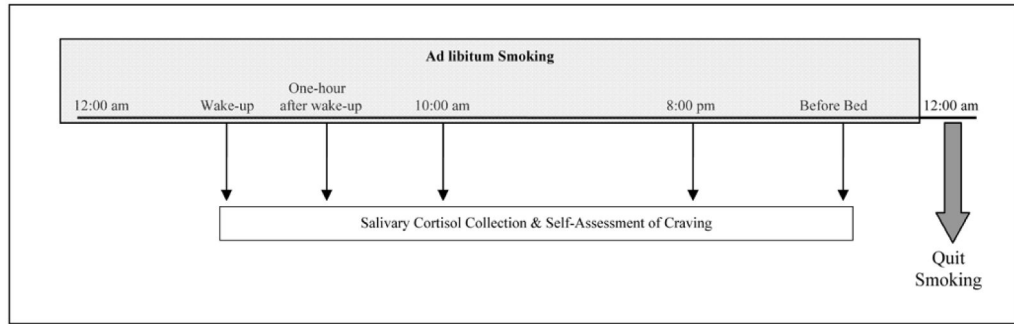 Ad libitum Smoking
One-hour
12:00 am Wake-up after wake-up 10:00 am 8:00 pm Before Bed 12:00 am
Salivary Cortisol Collection & Self-Assessment of Craving
Quit
Smoking